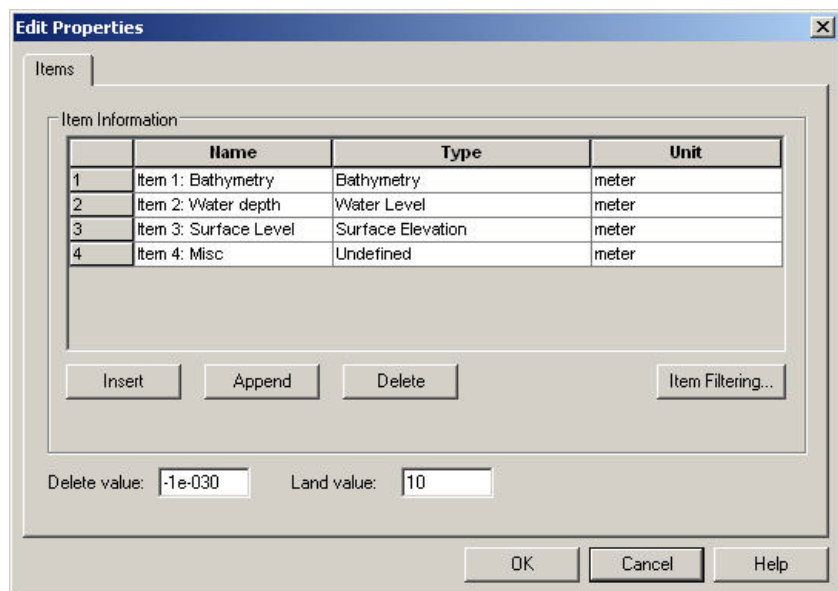 Edit Properties
Items
Item Information
Name Type Unit
1 Item 1: Bathymetry Bathymetry meter
2 Item 2: Water depth Water Level meter
3 Item 3: Surface Level Surface Elevation meter
4 Item 4: Misc Undefined meter
Insert Append Delete Item Filtering...
Delete value: -1e-030 Land value: 10
OK Cancel Help